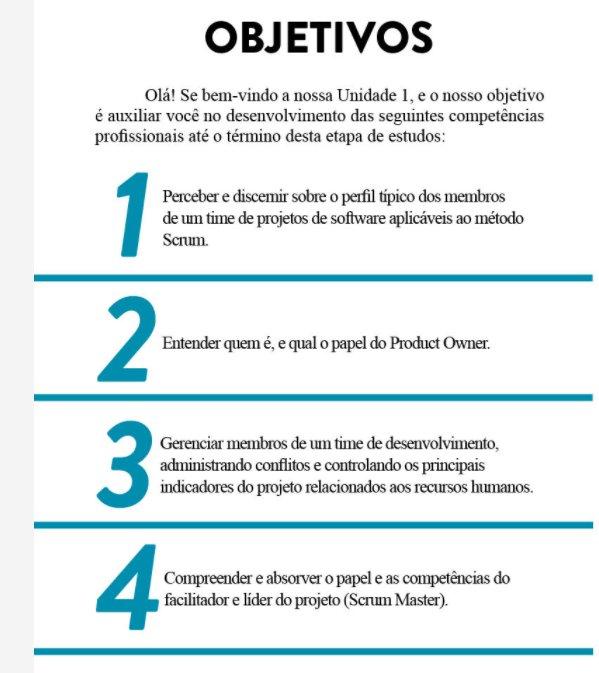 OBJETIVOS
Olá! Se bem-vindo a nossa Unidade 1, e o nosso objetivo
é auxiliar você no desenvolvimento das seguintes competências
profissionais até o término desta etapa de estudos:
1
Perceber e discernir sobre o perfil típico dos membros
de um time de projetos de software aplicáveis ao método
Scrum.
2
Entender quem é, e qual o papel do Product Owner.
3
Gerenciar membros de um time de desenvolvimento,
administrando conflitos e controlando os principais
indicadores do projeto relacionados aos recursos humanos.
4
Compreender e absorver o papel e as competências do
facilitador e líder do projeto (Scrum Master).